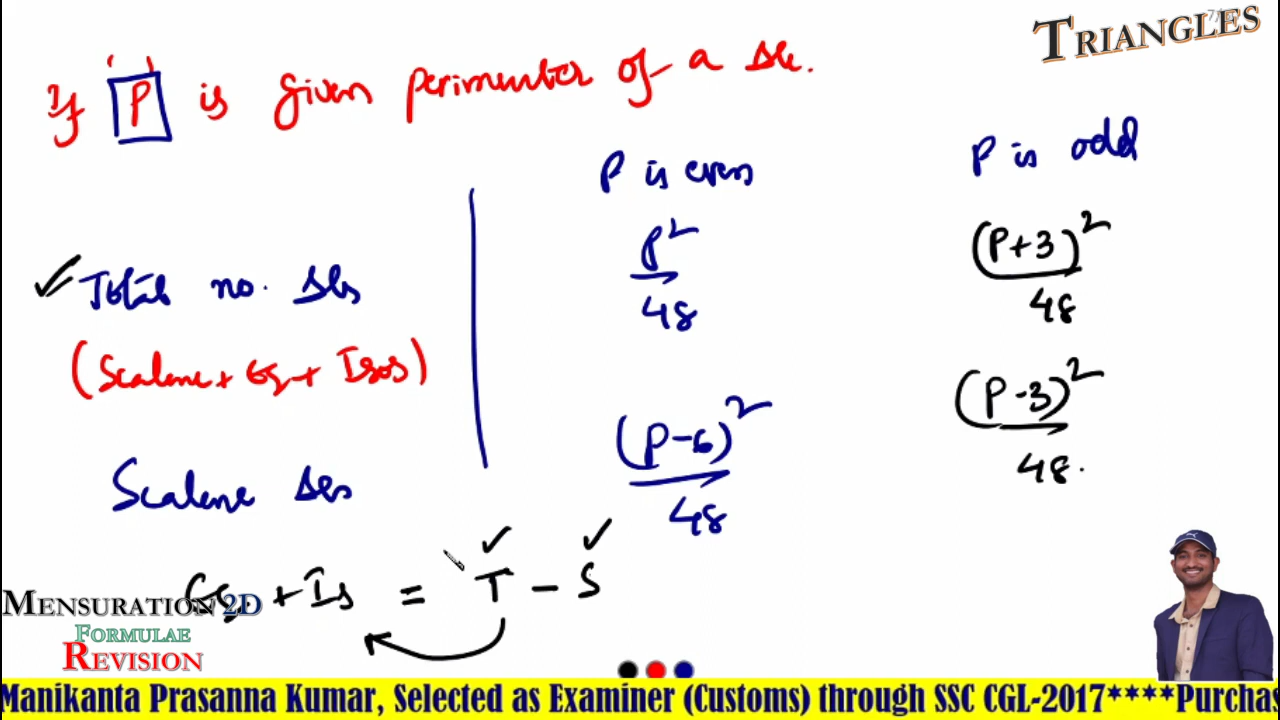 TRIANGLES
If P is given perimenter of a Δle.
P is even
P is odd
P²
48
(P+3)²
48
Total no. Δles
(Scalene + Eq + Isos)
(P-6)²
48
(P-3)²
48.
Scalene Δles
Eq. + Is = T - S
MENSURATION 2D
FORMULAE
REVISION
Manikanta Prasanna Kumar, Selected as Examiner (Customs) through SSC CGL-2017****Purchas